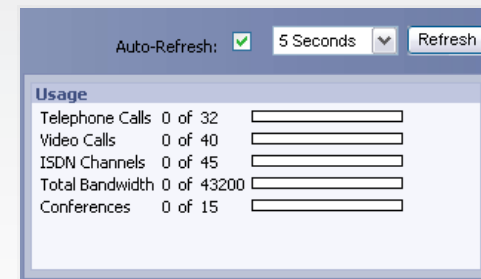 Auto-Refresh: 5 Seconds Refresh
Usage
Telephone Calls 0 of 32
Video Calls 0 of 40
ISDN Channels 0 of 45
Total Bandwidth 0 of 43200
Conferences 0 of 15